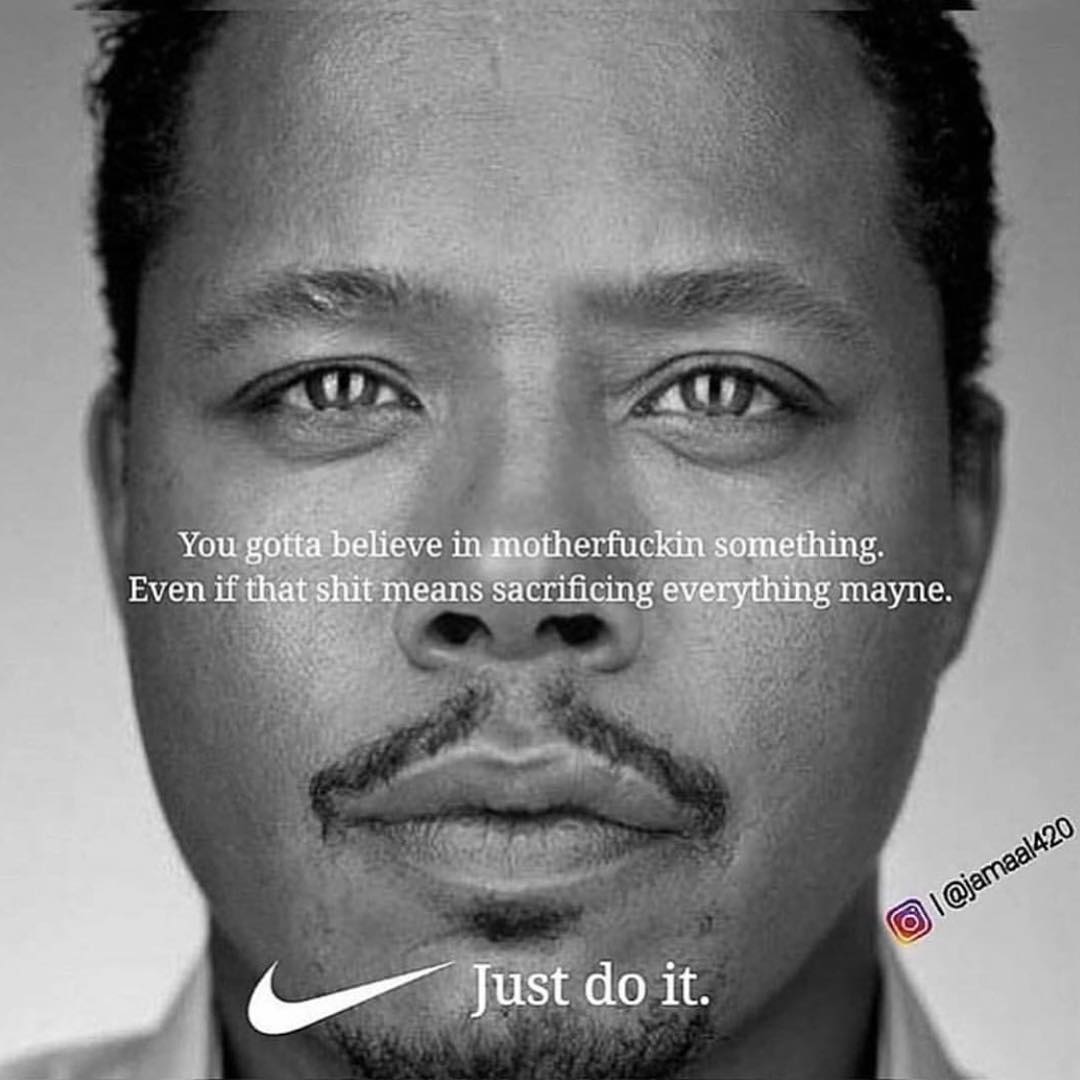 You gotta believe in motherfuckin something.
Even if that shit means sacrificing everything mayne.
| @jamaal420
Just do it.